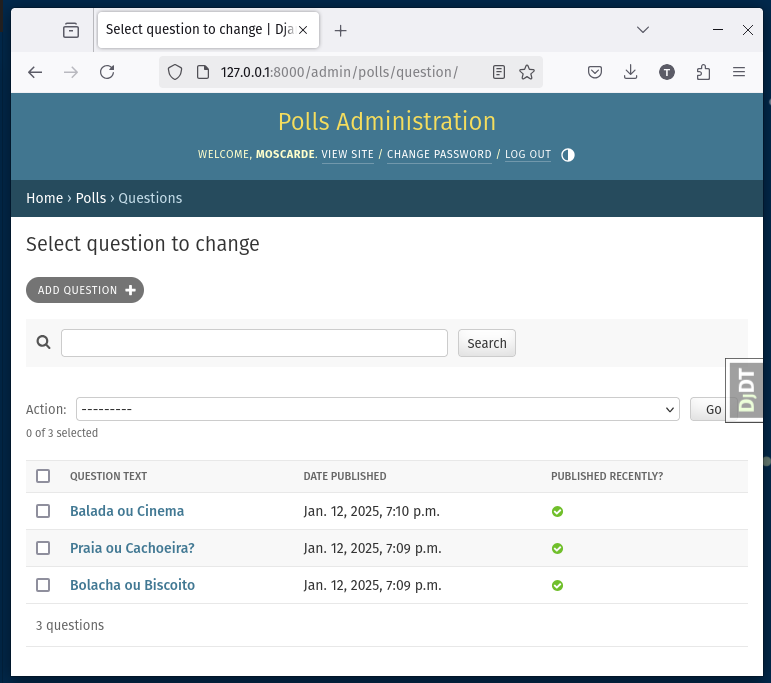 Select question to change | Dja
127.0.0.1:8000/admin/polls/question/
T
Polls Administration
WELCOME, MOSCARDE. VIEW SITE / CHANGE PASSWORD / LOG OUT
Home › Polls › Questions
Select question to change
ADD QUESTION
Search
DjDT
Action: --------- Go
0 of 3 selected
QUESTION TEXT DATE PUBLISHED PUBLISHED RECENTLY?
Balada ou Cinema Jan. 12, 2025, 7:10 p.m.
Praia ou Cachoeira? Jan. 12, 2025, 7:09 p.m.
Bolacha ou Biscoito Jan. 12, 2025, 7:09 p.m.
3 questions